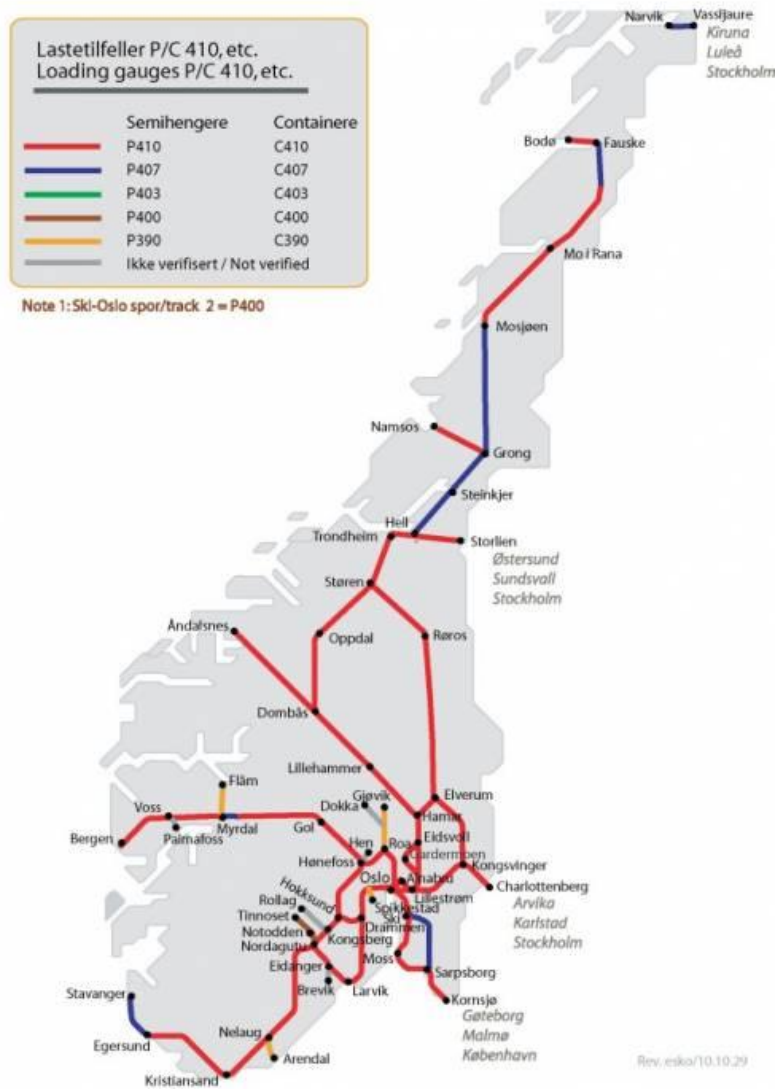 Lastetilfeller P/C 410, etc.
Loading gauges P/C 410, etc.
Semihengere Containere
P410 C410
P407 C407
P403 C403
P400 C400
P390 C390
Ikke verifisert / Not verified
Note 1: Ski-Oslo spor/track 2 = P400
Narvik
Vassijaure
Kiruna
Luleå
Stockholm
Bodø
Fauske
Mo i Rana
Mosjøen
Namsos
Grong
Steinkjer
Hell
Trondheim
Storlien
Østersund
Sundsvall
Stockholm
Støren
Åndalsnes
Oppdal
Røros
Dombås
Lillehammer
Flåm
Gjøvik
Dokka
Elverum
Hamar
Voss
Bergen
Palmafoss
Myrdal
Gol
Hen
Roa
Eidsvoll
Gardermoen
Hønefoss
Kongsvinger
Oslo
Alnabru
Lillestrøm
Charlottenberg
Arvika
Karlstad
Stockholm
Hokksund
Rollag
Spikkestad
Ski
Tinnoset
Drammen
Notodden
Kongsberg
Nordagutu
Moss
Eidanger
Sarpsborg
Brevik
Larvik
Stavanger
Kornsjø
Gøteborg
Malmø
København
Egersund
Nelaug
Arendal
Kristiansand
Rev. esko/10.10.29